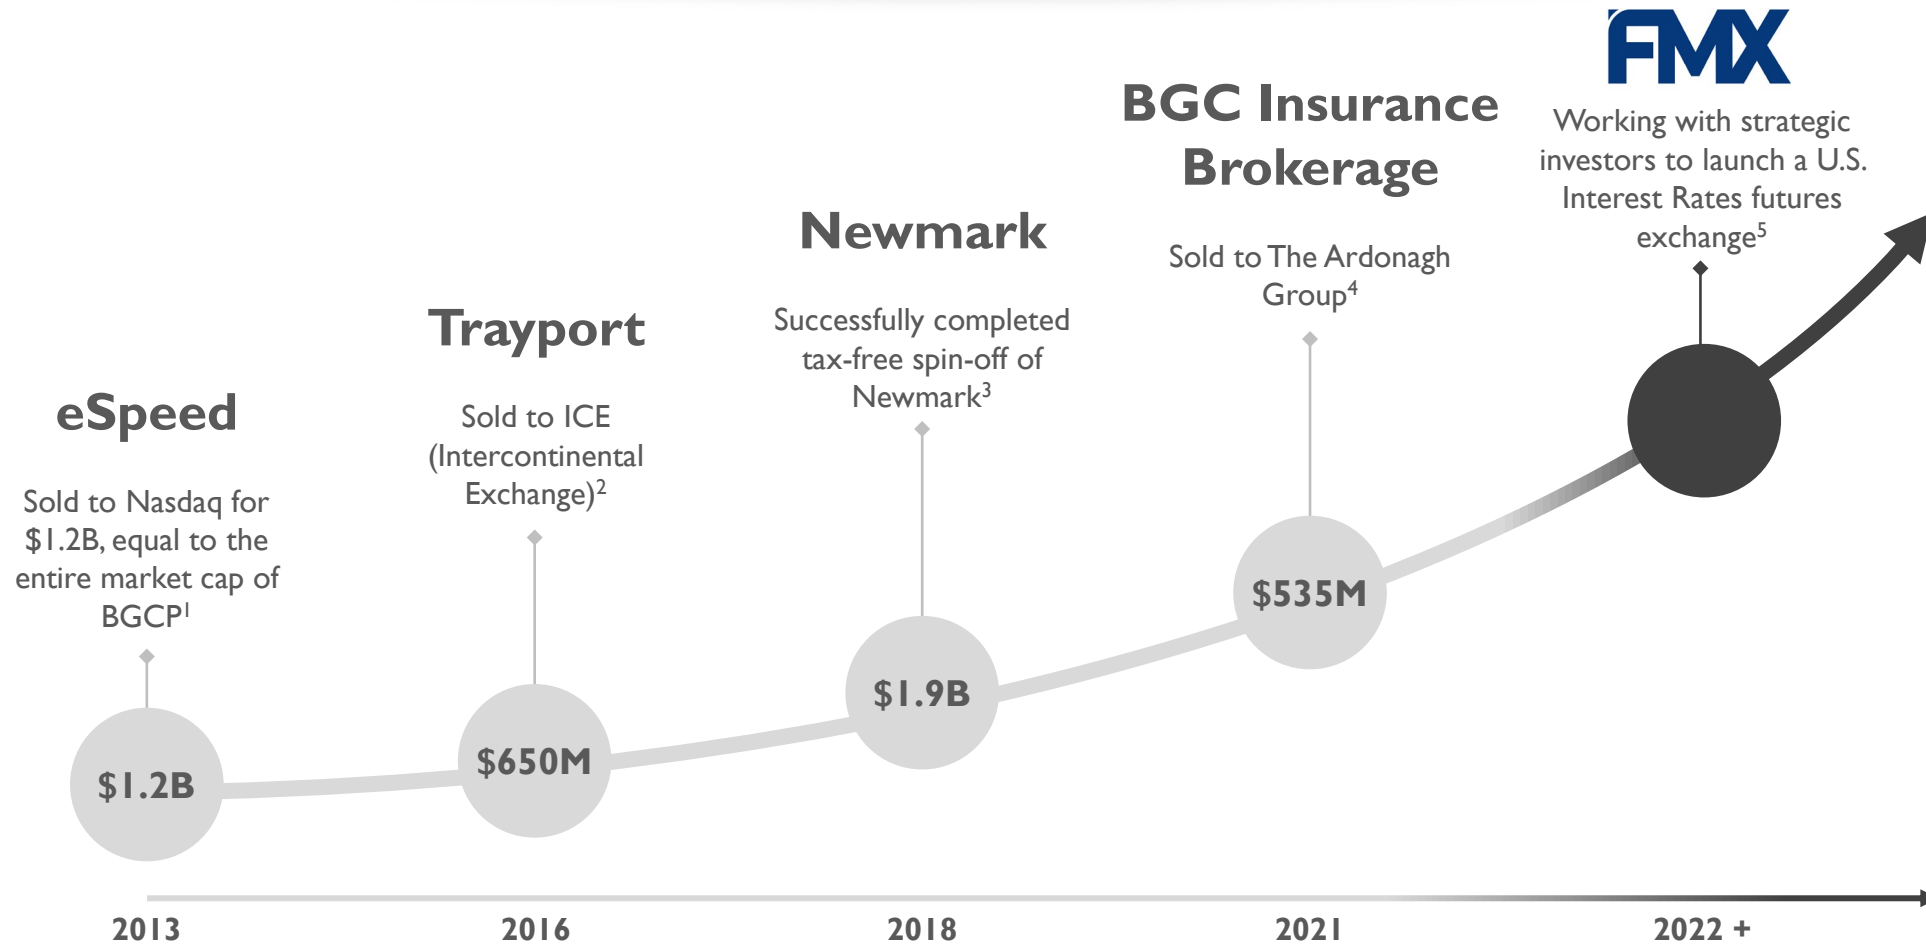 eSpeed
Sold to Nasdaq for
$1.2B, equal to the
entire market cap of
BGCP¹
$1.2B
2013
Trayport
Sold to ICE
(Intercontinental
Exchange)²
$650M
2016
Newmark
Successfully completed
tax-free spin-off of
Newmark³
$1.9B
2018
BGC Insurance
Brokerage
Sold to The Ardonagh
Group⁴
$535M
2021
FMX
Working with strategic
investors to launch a U.S.
Interest Rates futures
exchange⁵
2022 +